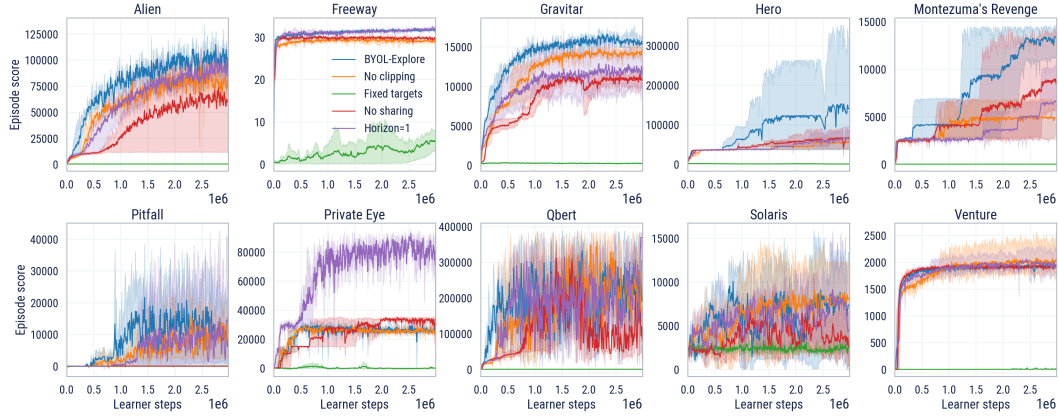 Alien
Freeway
Gravitar
Hero
Montezuma's Revenge
Episode score
125000
100000
75000
50000
25000
0
0.0 0.5 1.0 1.5 2.0 2.5
1e6
30
20
10
0
BYOL-Explore
No clipping
Fixed targets
No sharing
Horizon=1
0.0 0.5 1.0 1.5 2.0 2.5
1e6
15000
10000
5000
0
0.0 0.5 1.0 1.5 2.0 2.5
1e6
300000
200000
100000
0
0.0 0.5 1.0 1.5 2.0 2.5
1e6
15000
10000
5000
0
0.0 0.5 1.0 1.5 2.0 2.5
1e6
Pitfall
Private Eye
Qbert
Solaris
Venture
Episode score
40000
30000
20000
10000
0
0.0 0.5 1.0 1.5 2.0 2.5
Learner steps 1e6
80000
60000
40000
20000
0
0.0 0.5 1.0 1.5 2.0 2.5
Learner steps 1e6
400000
300000
200000
100000
0
0.0 0.5 1.0 1.5 2.0 2.5
Learner steps 1e6
15000
10000
5000
0
0.0 0.5 1.0 1.5 2.0 2.5
Learner steps 1e6
2500
2000
1500
1000
500
0
0.0 0.5 1.0 1.5 2.0 2.5
Learner steps 1e6